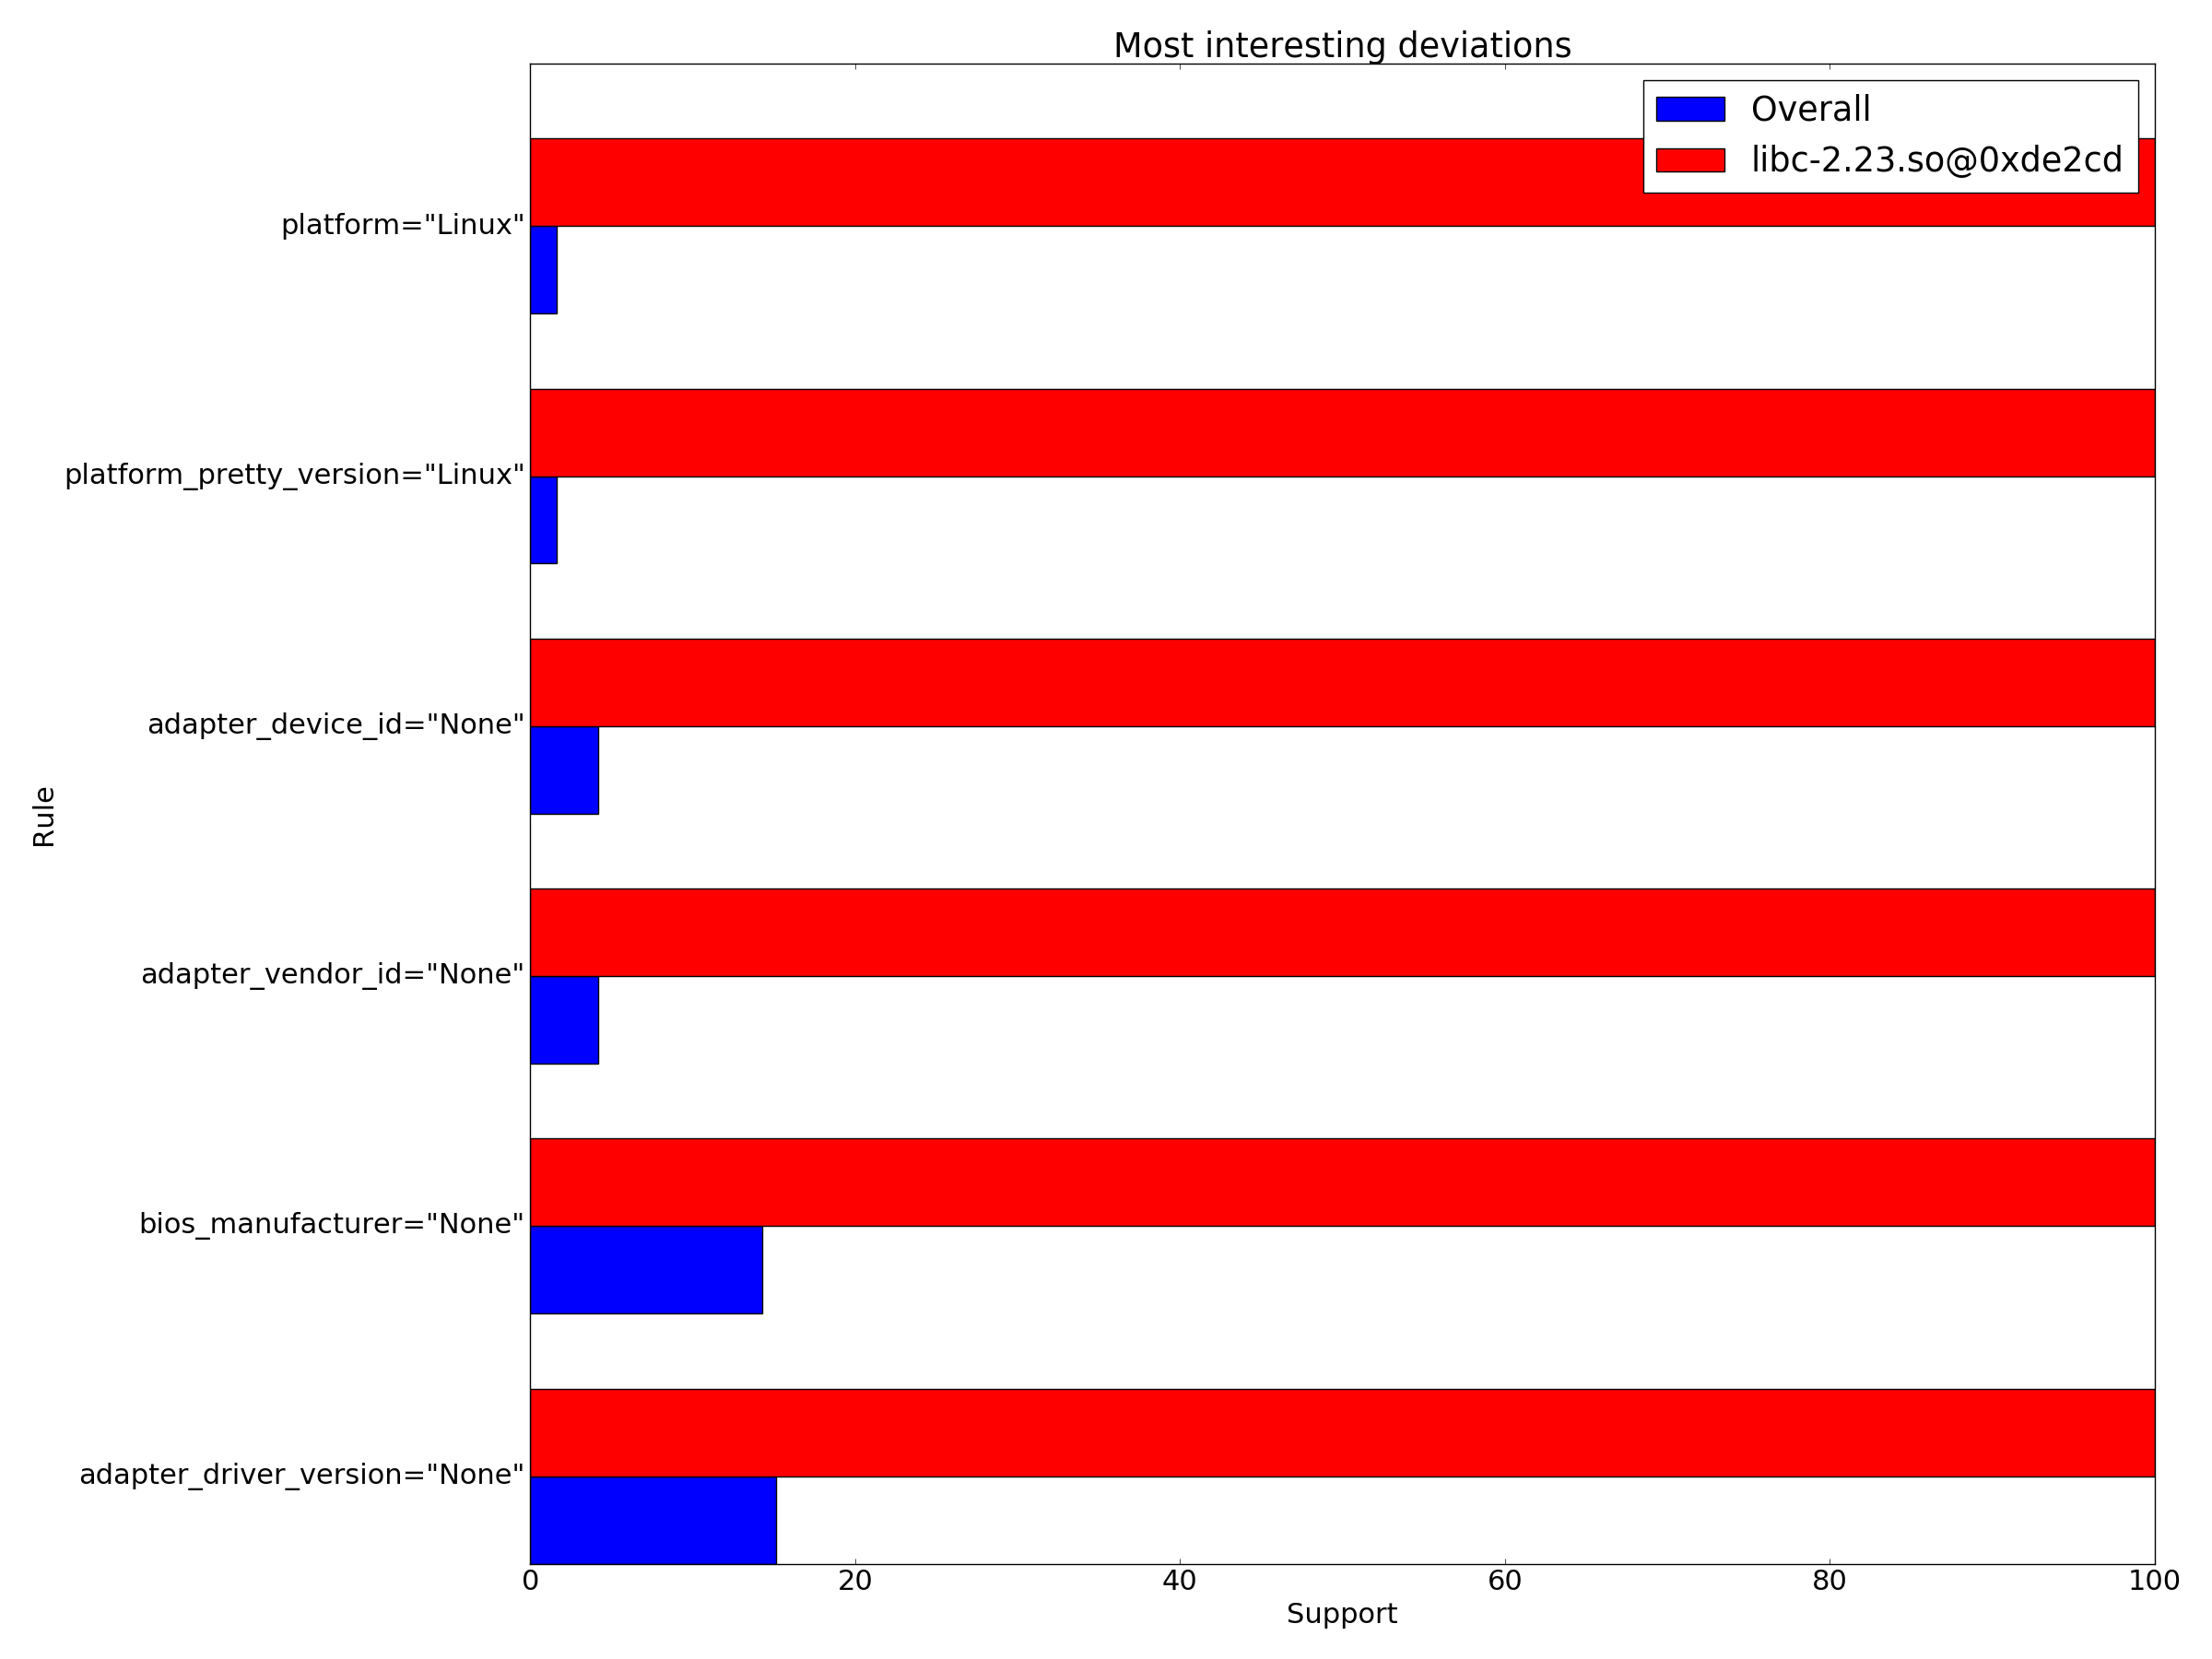 Most interesting deviations
Overall
libc-2.23.so@0xde2cd
platform="Linux"
platform_pretty_version="Linux"
adapter_device_id="None"
adapter_vendor_id="None"
bios_manufacturer="None"
adapter_driver_version="None"
Rule
0 20 40 60 80 100
Support